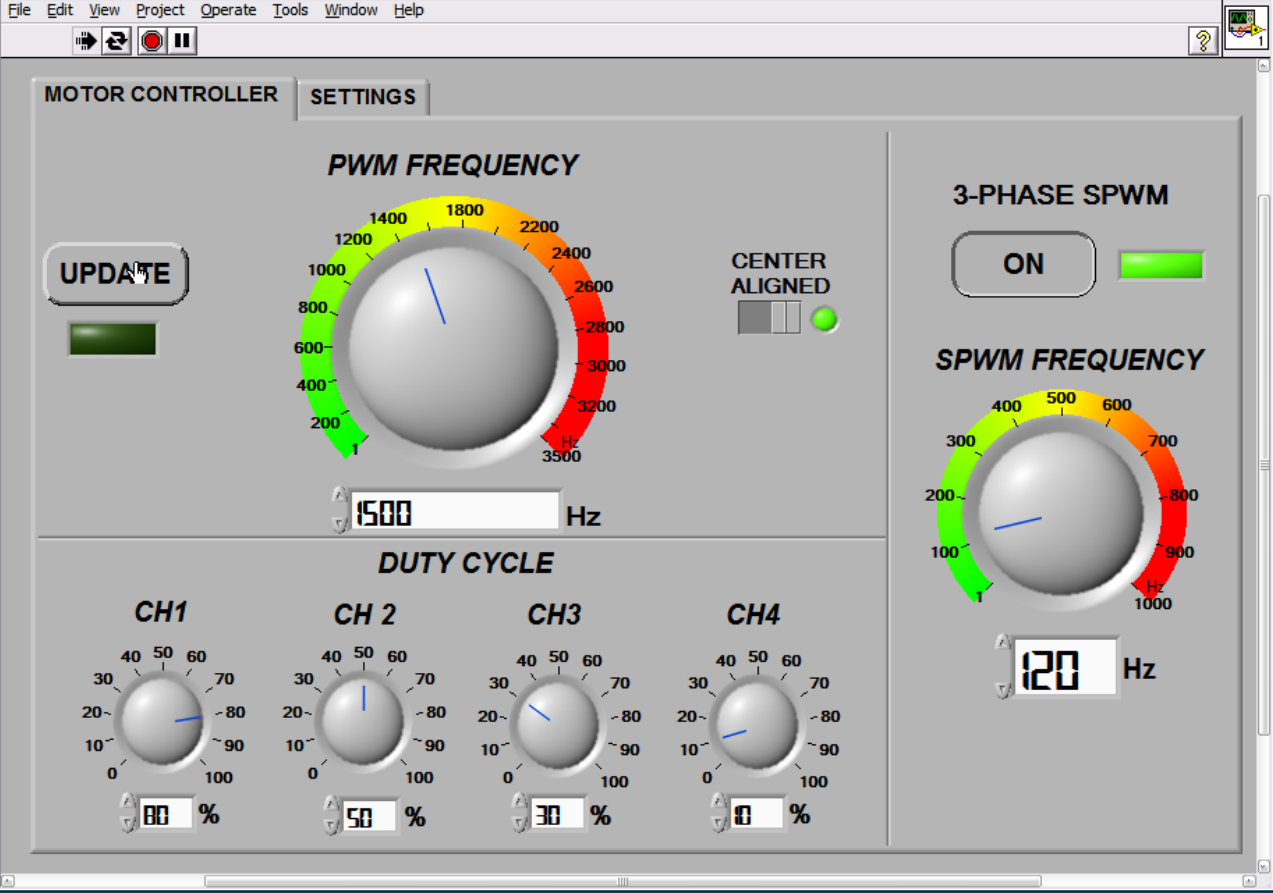 File Edit View Project Operate Tools Window Help
?
1
MOTOR CONTROLLER
SETTINGS
PWM FREQUENCY
1 200 400 600 800 1000 1200 1400 1800 2200 2400 2600 2800 3000 3200 3500
Hz
UPDATE
CENTER
ALIGNED
1500 Hz
3-PHASE SPWM
ON
SPWM FREQUENCY
1 100 200 300 400 500 600 700 800 900 1000
Hz
120 Hz
DUTY CYCLE
CH1
0 10 20 30 40 50 60 70 80 90 100
80 %
CH 2
0 10 20 30 40 50 60 70 80 90 100
50 %
CH3
0 10 20 30 40 50 60 70 80 90 100
30 %
CH4
0 10 20 30 40 50 60 70 80 90 100
10 %